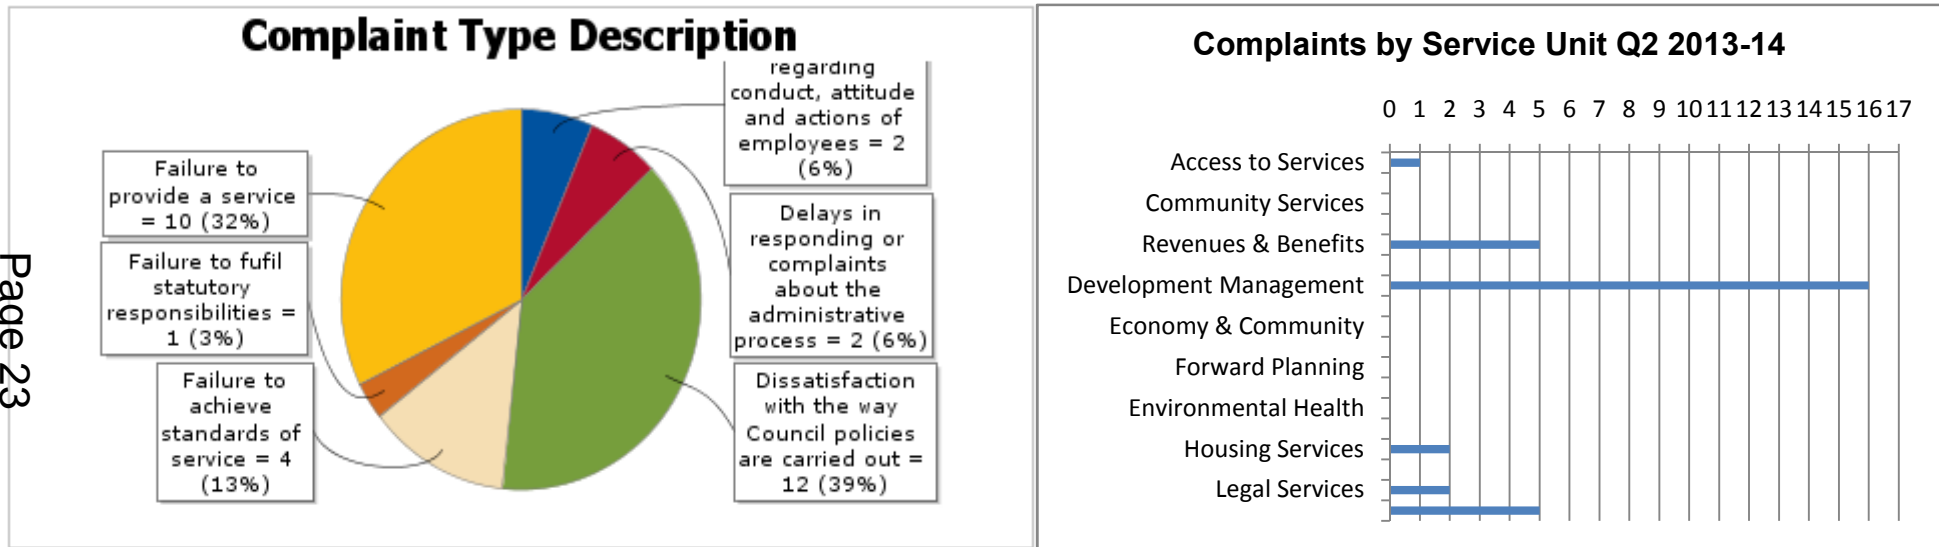 Complaint Type Description
regarding
conduct, attitude
and actions of
employees = 2
(6%)
Delays in
responding or
complaints
about the
administrative
process = 2 (6%)
Dissatisfaction
with the way
Council policies
are carried out =
12 (39%)
Failure to
provide a service
= 10 (32%)
Failure to fufil
statutory
responsibilities =
1 (3%)
Failure to
achieve
standards of
service = 4
(13%)
Page 23
Complaints by Service Unit Q2 2013-14
0 1 2 3 4 5 6 7 8 9 10 11 12 13 14 15 16 17
Access to Services
Community Services
Revenues & Benefits
Development Management
Economy & Community
Forward Planning
Environmental Health
Housing Services
Legal Services